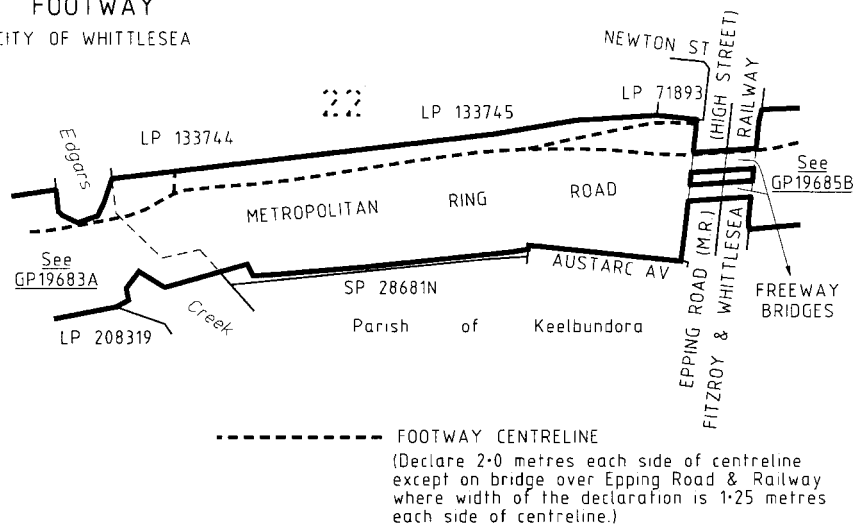 FOOTWAY
CITY OF WHITTLESEA
NEWTON ST
(HIGH STREET)
RAILWAY
22
LP 71893
LP 133745
LP 133744
Edgars
See
GP19685B
METROPOLITAN RING ROAD
See
GP19683A
AUSTARC AV
SP 28681N
FREEWAY
BRIDGES
Creek
LP 208319
Parish of Keelbundora
EPPING ROAD (M.R.)
FITZROY & WHITTLESEA
FOOTWAY CENTRELINE
(Declare 2·0 metres each side of centreline
except on bridge over Epping Road & Railway
where width of the declaration is 1·25 metres
each side of centreline.)